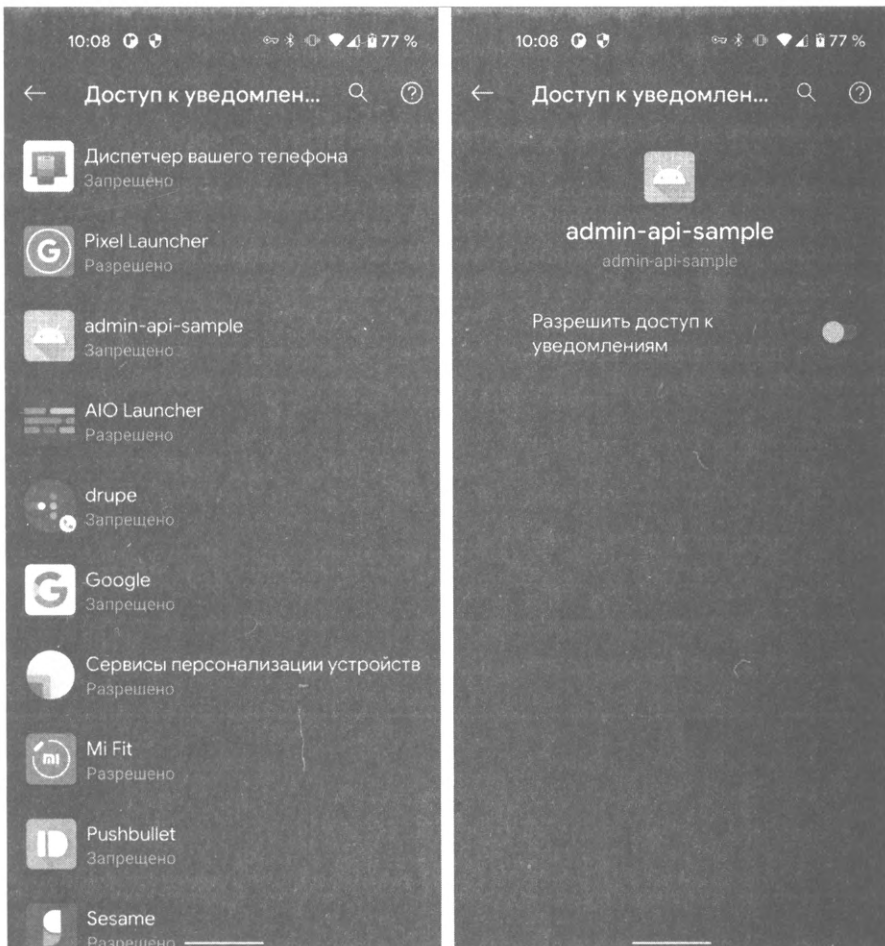 10:08 77 %
Доступ к уведомлен...
Диспетчер вашего телефона
Запрещено
Pixel Launcher
Разрешено
admin-api-sample
Запрещено
AIO Launcher
Разрешено
drupe
Запрещено
Google
Запрещено
Сервисы персонализации устройств
Разрешено
Mi Fit
Разрешено
Pushbullet
Запрещено
Sesame
Разрешено
10:08 77 %
Доступ к уведомлен...
admin-api-sample
admin-api-sample
Разрешить доступ к
уведомлениям